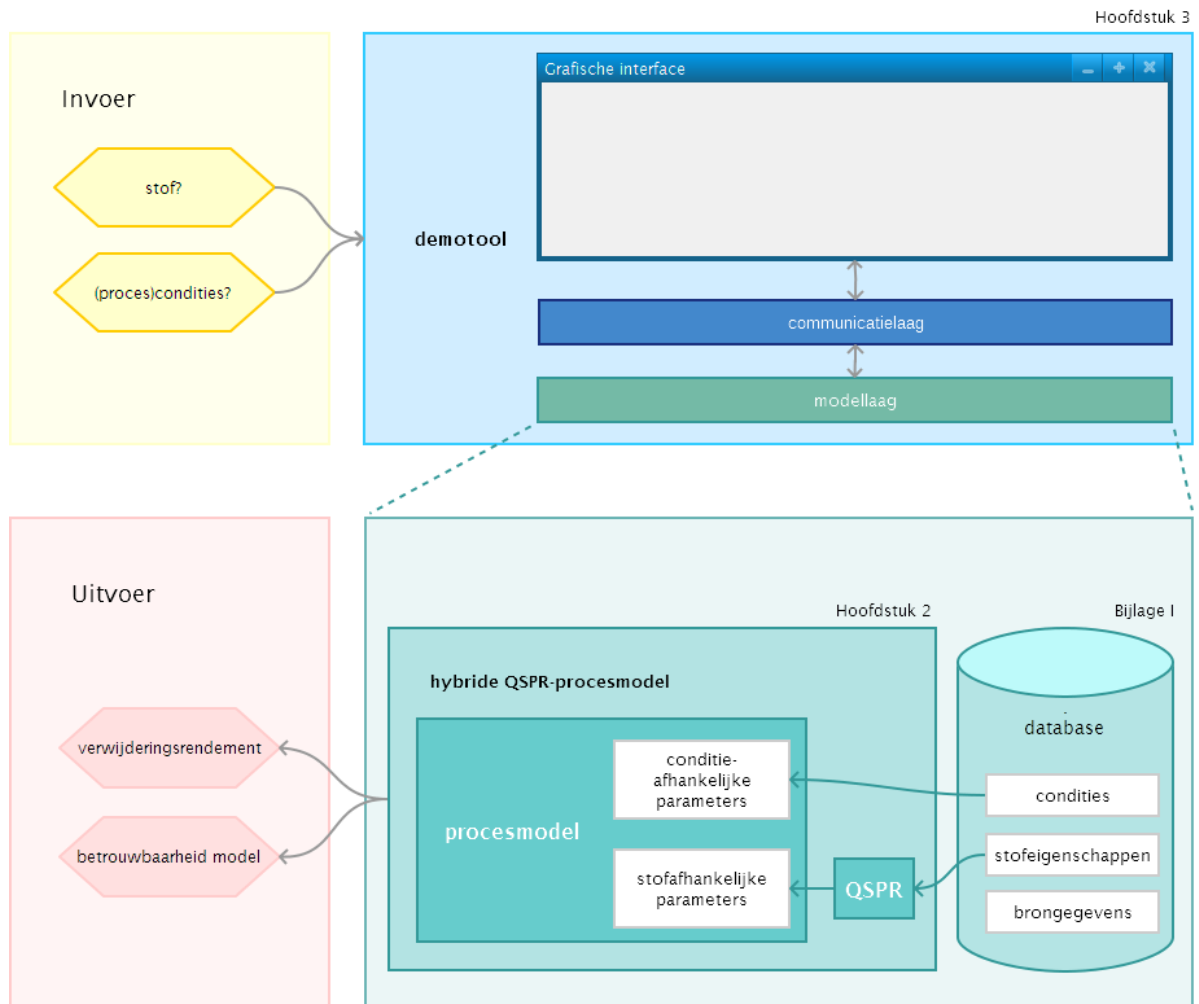 Hoofdstuk 3
Invoer
stof?
(proces)condities?
demotool
Grafische interface
communicatielaag
modellaag
Uitvoer
verwijderingsrendement
betrouwbaarheid model
Hoofdstuk 2
hybride QSPR-procesmodel
procesmodel
conditie-
afhankelijke
parameters
stofafhankelijke
parameters
QSPR
Bijlage I
database
condities
stofeigenschappen
brongegevens